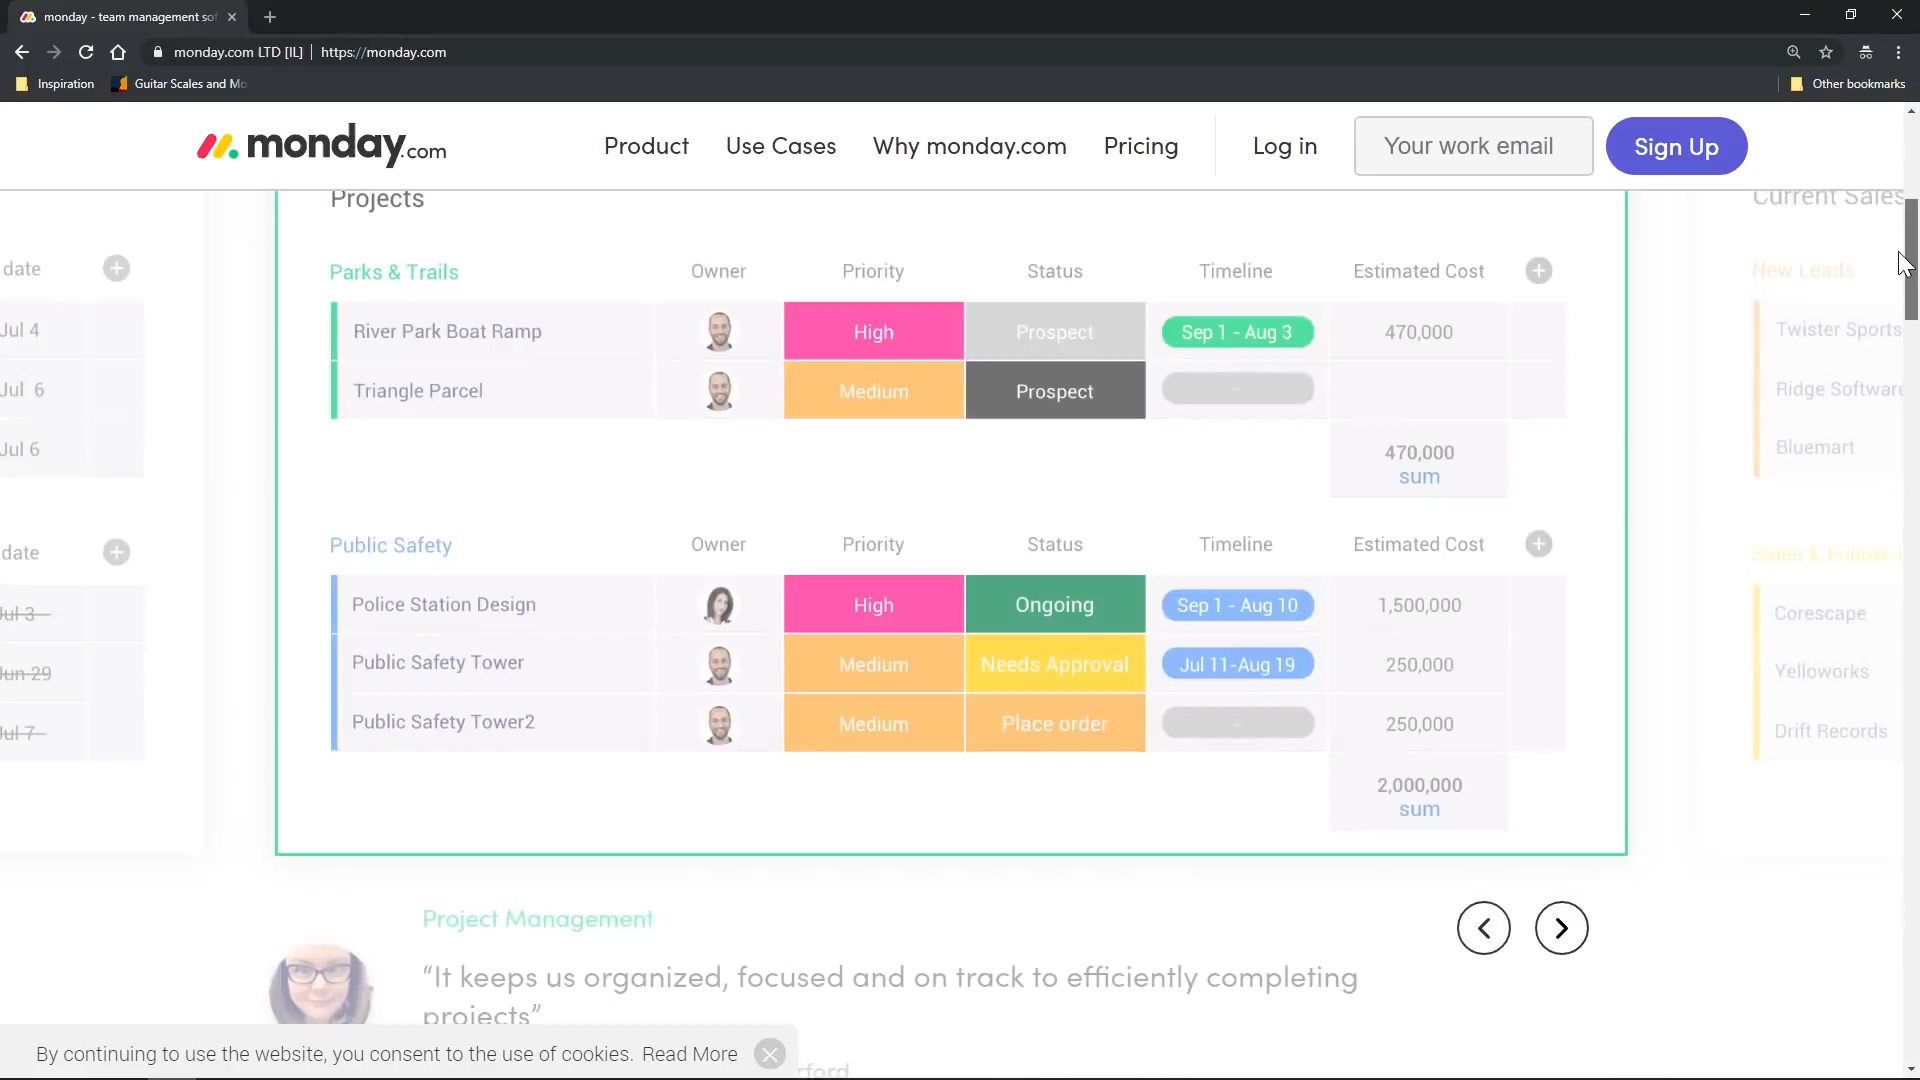 monday - team management sof
monday.com LTD [IL] | https://monday.com
Inspiration
Guitar Scales and Mo
Other bookmarks
monday.com
Product
Use Cases
Why monday.com
Pricing
Log in
Your work email
Sign Up
Projects
Current Sales
date
Parks & Trails
Owner
Priority
Status
Timeline
Estimated Cost
New Leads
Jul 4
River Park Boat Ramp
High
Prospect
Sep 1 - Aug 3
470,000
Twister Sports
Jul 6
Triangle Parcel
Medium
Prospect
-
Ridge Software
Jul 6
470,000
sum
Bluemart
date
Public Safety
Owner
Priority
Status
Timeline
Estimated Cost
Sales & Follow-
Jul 3
Police Station Design
High
Ongoing
Sep 1 - Aug 10
1,500,000
Corescape
Jun 29
Public Safety Tower
Medium
Needs Approval
Jul 11-Aug 19
250,000
Yelloworks
Jul 7
Public Safety Tower2
Medium
Place order
-
250,000
Drift Records
2,000,000
sum
Project Management
“It keeps us organized, focused and on track to efficiently completing
projects”
By continuing to use the website, you consent to the use of cookies. Read More